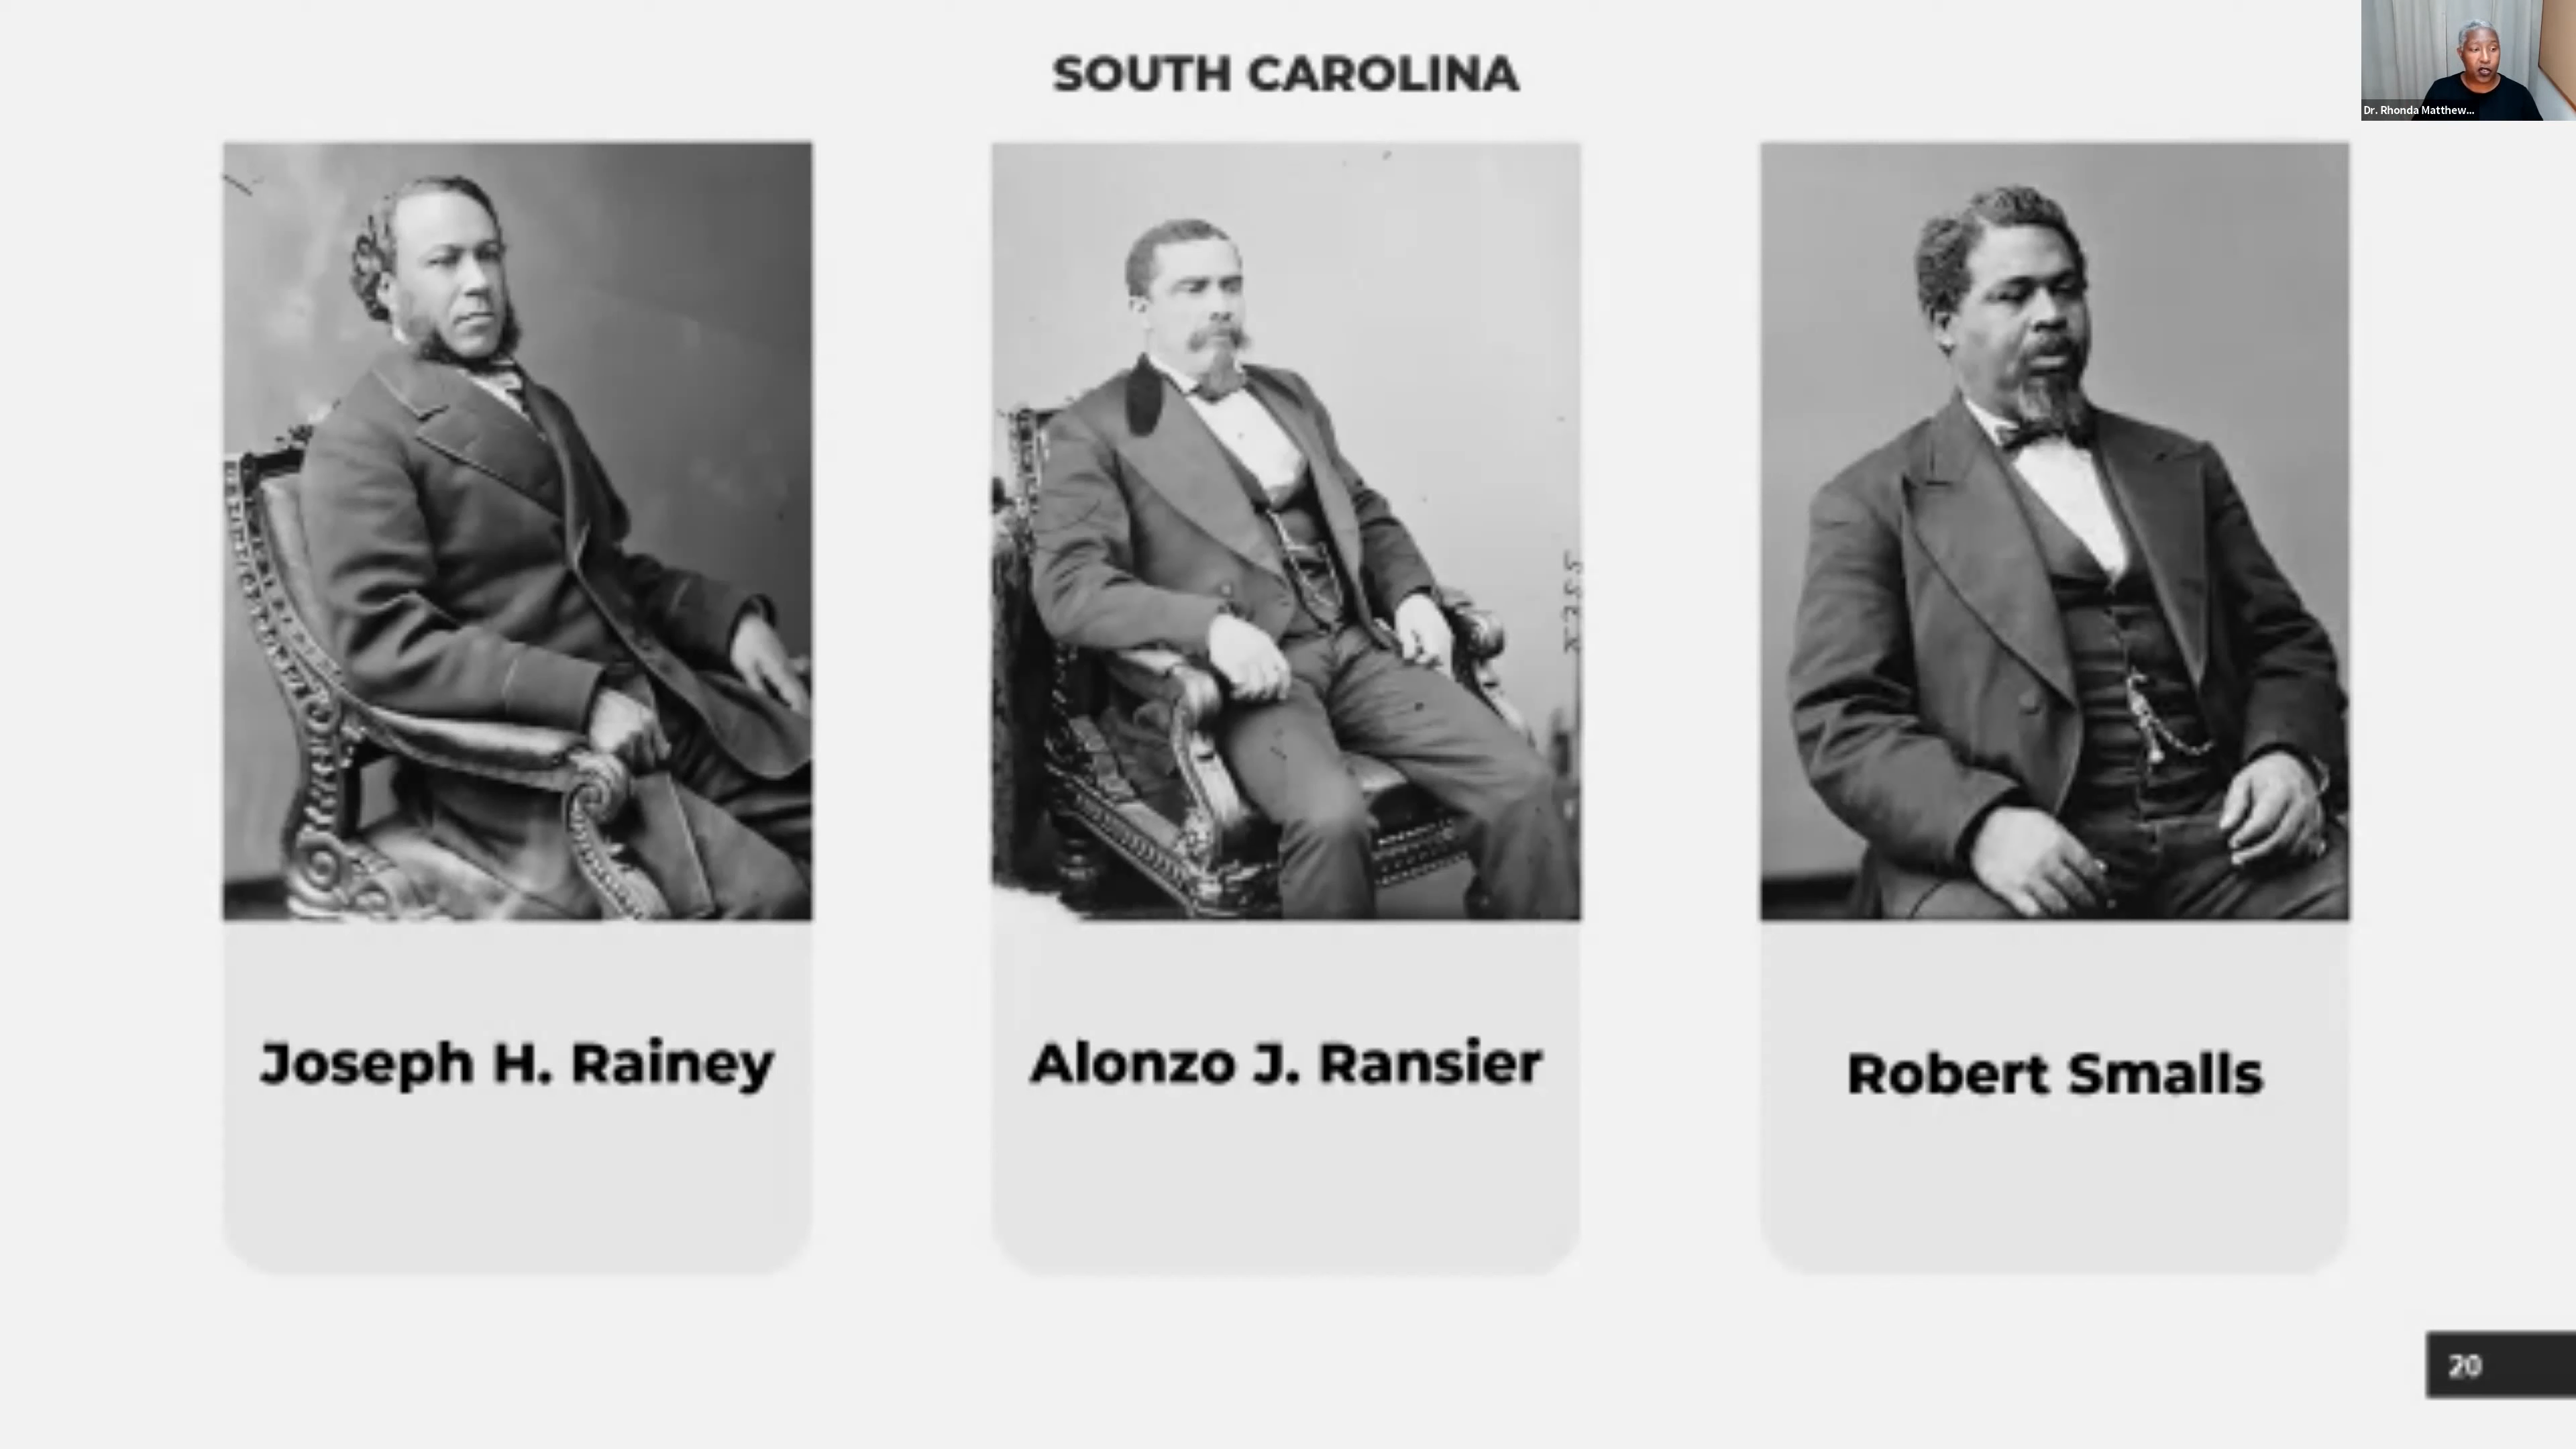 SOUTH CAROLINA
Dr. Rhonda Matthew...
Joseph H. Rainey
Alonzo J. Ransier
Robert Smalls
20